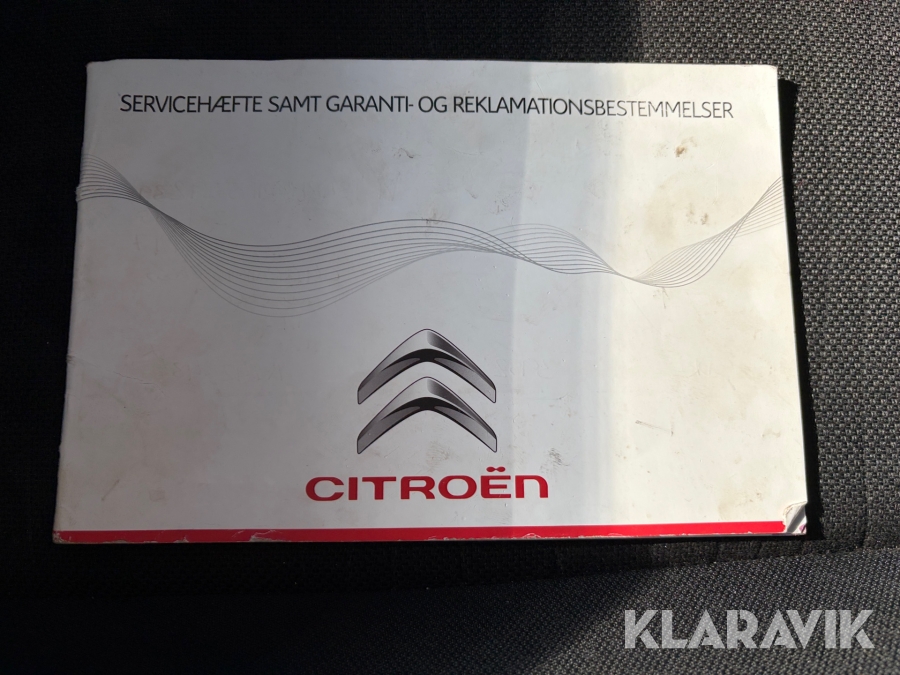 SERVICEHÆFTE SAMT GARANTI- OG REKLAMATIONSBESTEMMELSER
CITROËN
KLARAVIK